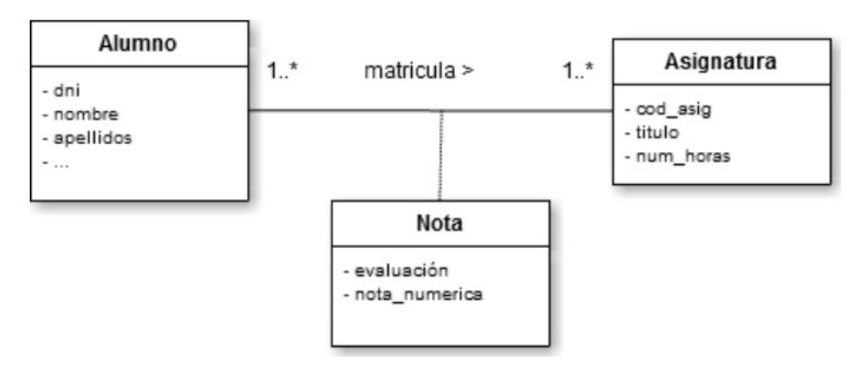 Alumno
- dni
- nombre
- apellidos
- ...
1..*
matricula >
1..*
Asignatura
- cod_asig
- titulo
- num_horas
Nota
- evaluación
- nota_numerica